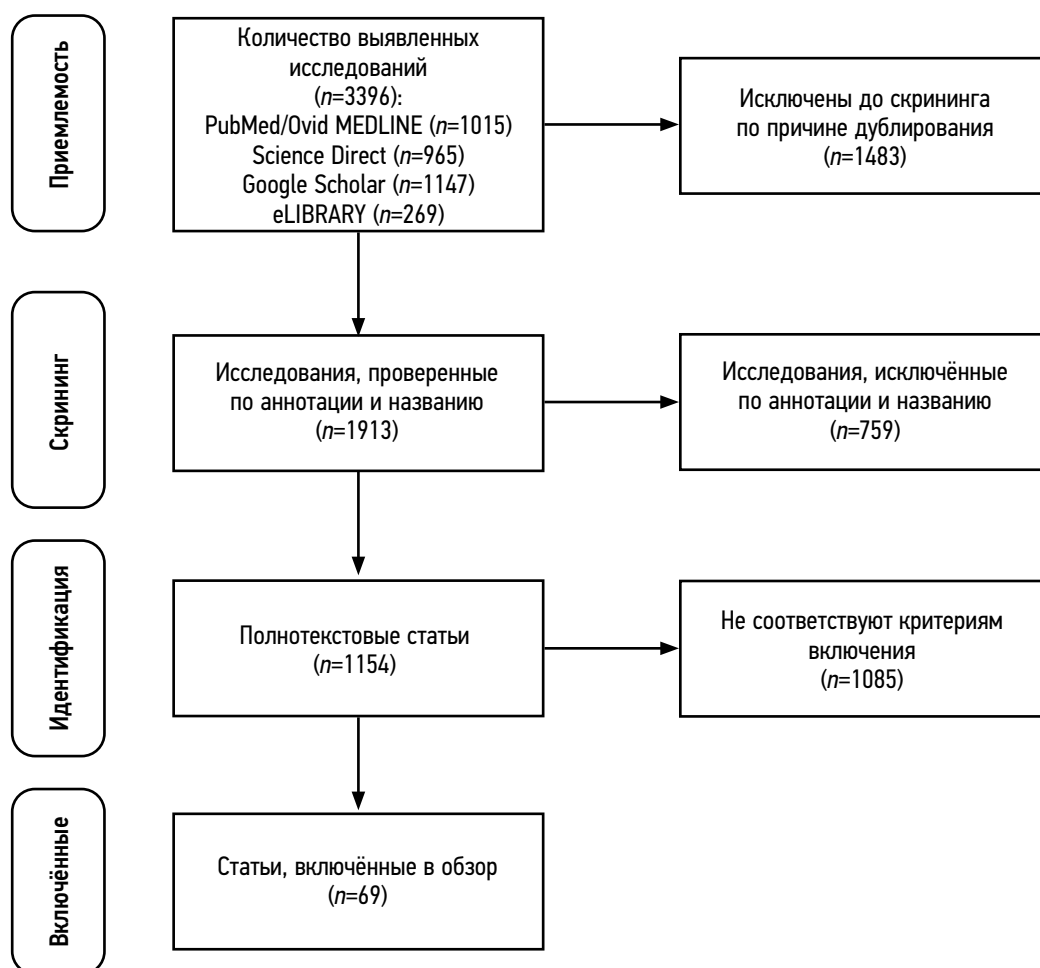 Приемлемость
Количество выявленных
исследований
(n=3396):
PubMed/Ovid MEDLINE (n=1015)
Science Direct (n=965)
Google Scholar (n=1147)
eLIBRARY (n=269)
Исключены до скрининга
по причине дублирования
(n=1483)
Скрининг
Исследования, проверенные
по аннотации и названию
(n=1913)
Исследования, исключённые
по аннотации и названию
(n=759)
Идентификация
Полнотекстовые статьи
(n=1154)
Не соответствуют критериям
включения
(n=1085)
Включённые
Статьи, включённые в обзор
(n=69)